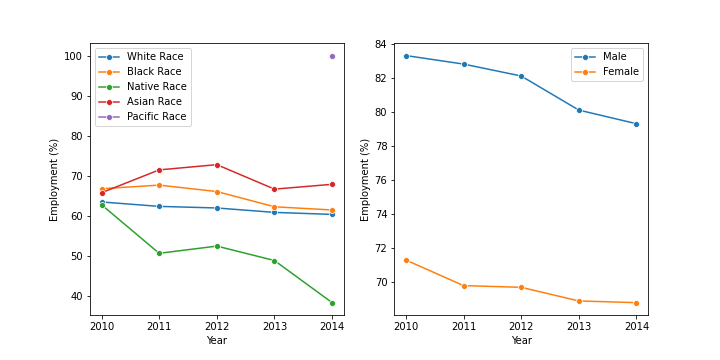 White Race
Black Race
Native Race
Asian Race
Pacific Race
100
90
80
70
60
50
40
Employment (%)
2010 2011 2012 2013 2014
Year
Male
Female
84
82
80
78
76
74
72
70
Employment (%)
2010 2011 2012 2013 2014
Year